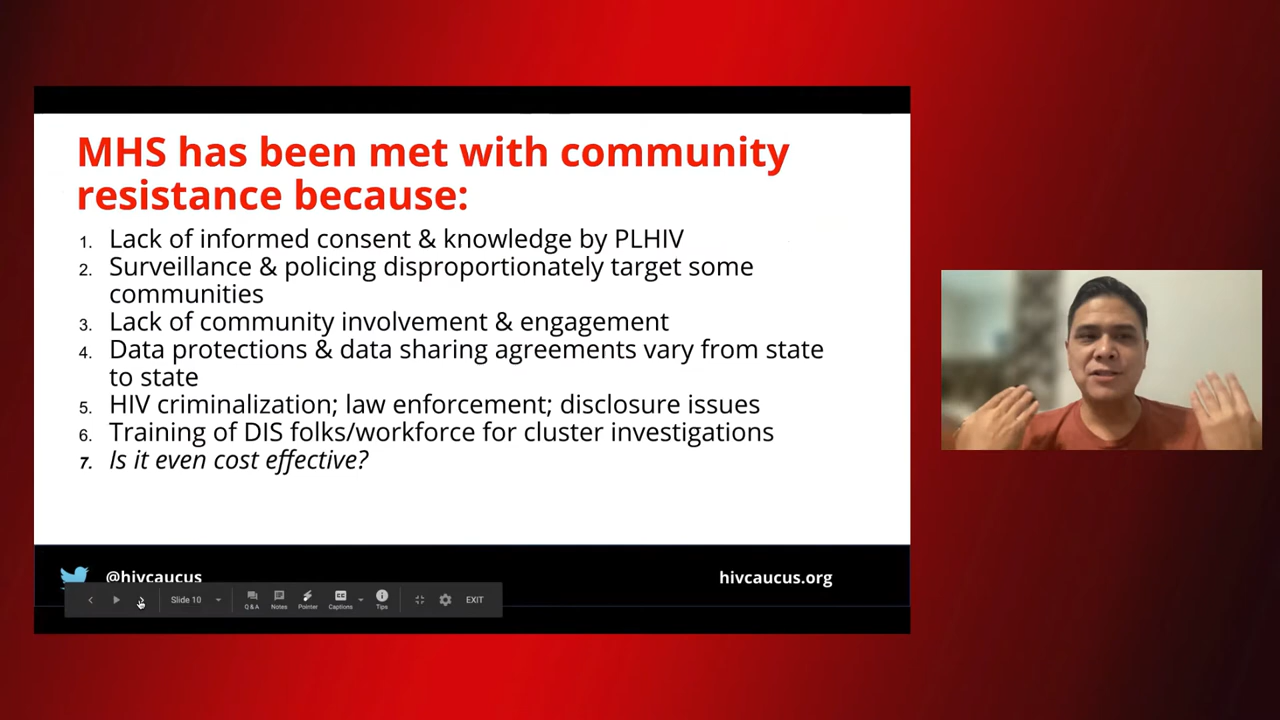 MHS has been met with community
resistance because:
1. Lack of informed consent & knowledge by PLHIV
2. Surveillance & policing disproportionately target some
communities
3. Lack of community involvement & engagement
4. Data protections & data sharing agreements vary from state
to state
5. HIV criminalization; law enforcement; disclosure issues
6. Training of DIS folks/workforce for cluster investigations
7. Is it even cost effective?
@hivcaucus
hivcaucus.org
Slide 10
Q&A
Notes
Pointer
CC
Captions
Tips
EXIT